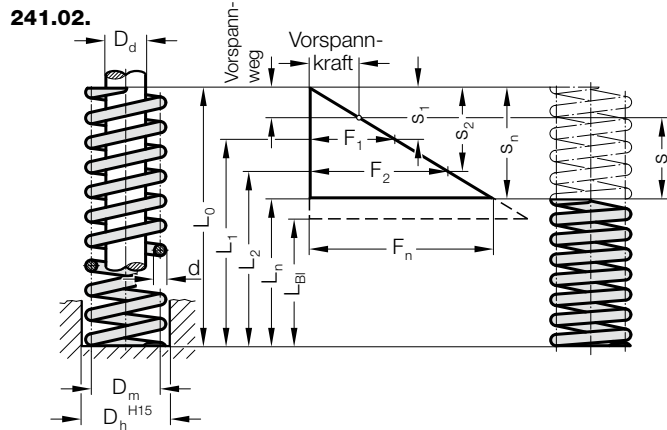 241.02.
D_d
Vorspann-
weg
Vorspann-
kraft
s_1
s_2
s_n
s
F_1
F_2
F_n
L_0
L_1
L_2
L_n
L_Bl
d
D_m
D_h^H15